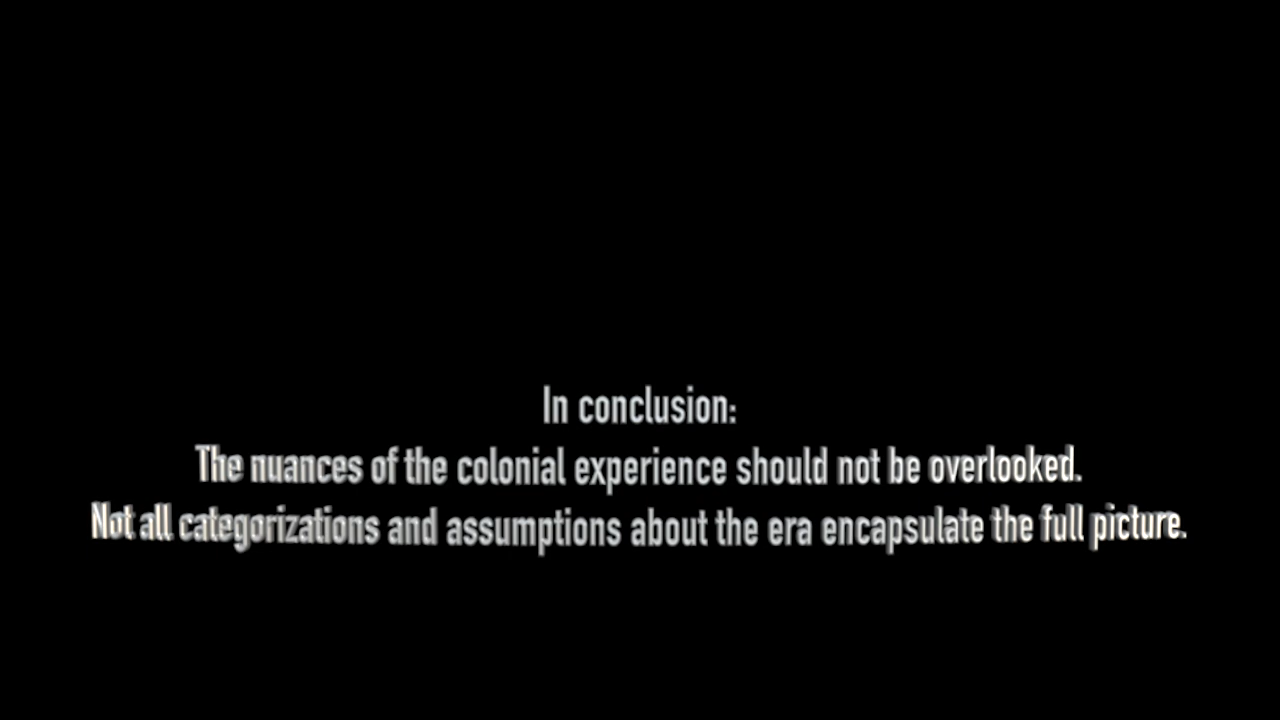 In conclusion:
The nuances of the colonial experience should not be overlooked.
Not all categorizations and assumptions about the era encapsulate the full picture.